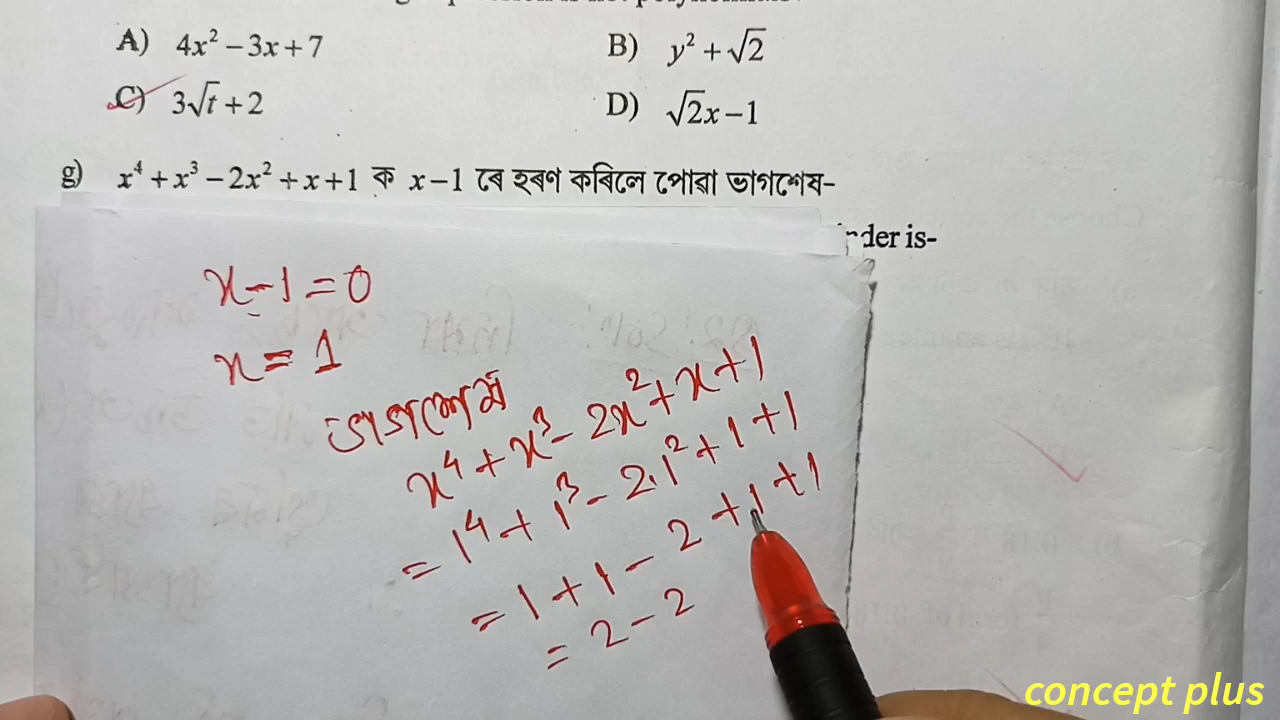 A) 4x² – 3x + 7
B) y² + √2
C) 3√t + 2
D) √2x – 1
g) x⁴ + x³ – 2x² + x + 1 ক x – 1 ৰে হৰণ কৰিলে পোৱা ভাগশেষ–
is-
x - 1 = 0
x = 1
ভাগশেষ
x⁴ + x³ - 2x² + x + 1
= 1⁴ + 1³ - 2.1² + 1 + 1
= 1 + 1 - 2 + 1 + 1
= 2 - 2
concept plus